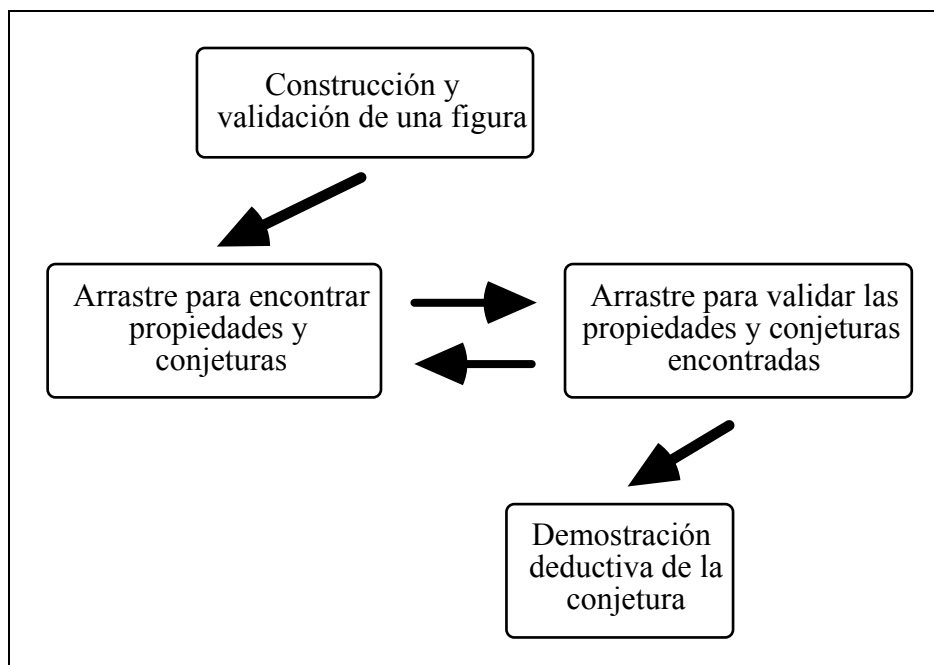 Construcción y
validación de una figura
Arrastre para encontrar
propiedades y
conjeturas
Arrastre para validar las
propiedades y conjeturas
encontradas
Demostración
deductiva de la
conjetura